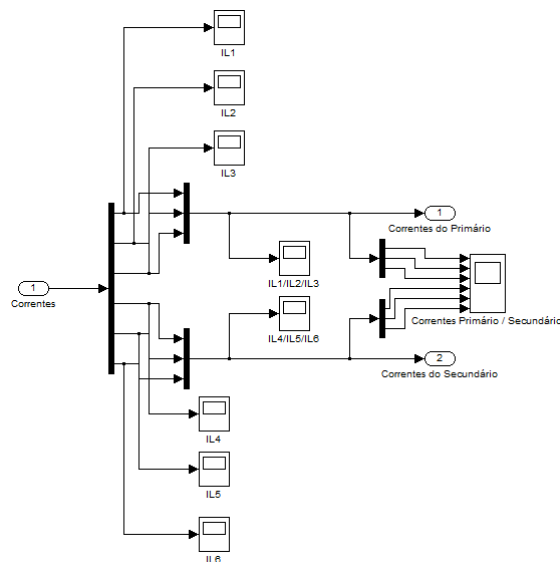 IL1
IL2
IL3
1
Correntes do Primário
1
Correntes
IL1/IL2/IL3
IL4/IL5/IL6
Correntes Primário / Secundário
2
Correntes do Secundário
IL4
IL5
IL6